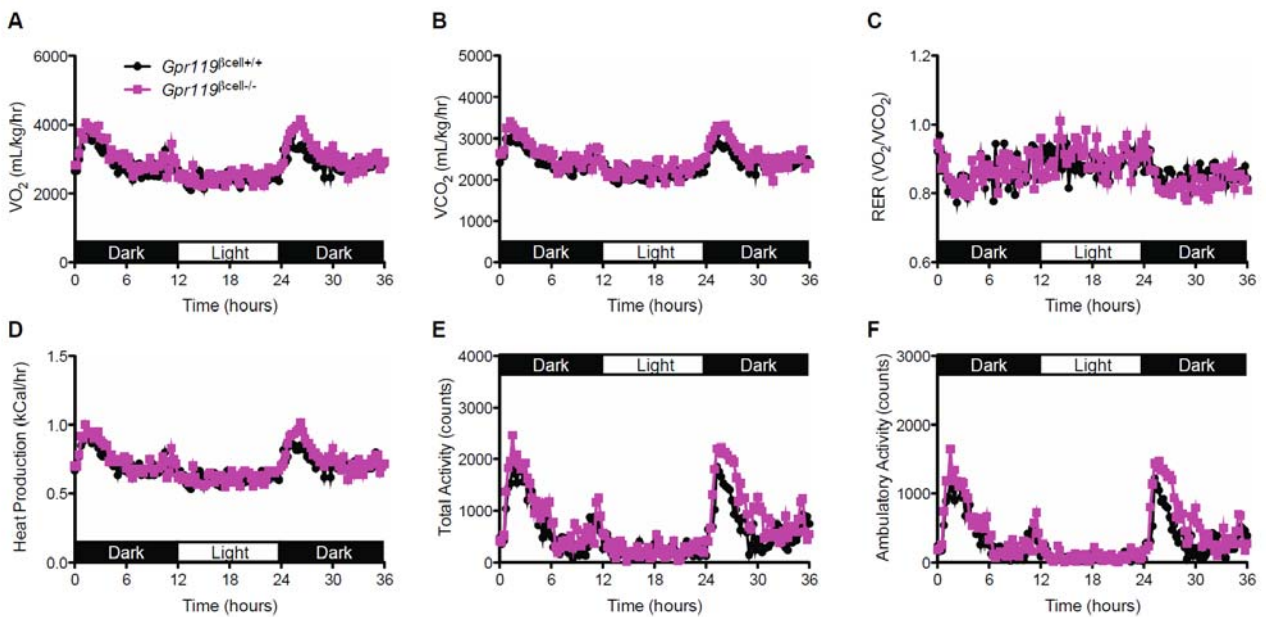 A
6000
4000
2000
0
VO2 (mL/kg/hr)
Gpr119βcell+/+
Gpr119βcell-/-
Dark Light Dark
0 6 12 18 24 30 36
Time (hours)
B
5000
4000
3000
2000
1000
0
VCO2 (mL/kg/hr)
Dark Light Dark
0 6 12 18 24 30 36
Time (hours)
C
1.2
1.0
0.8
0.6
RER (VO2/VCO2)
Dark Light Dark
0 6 12 18 24 30 36
Time (hours)
D
1.5
1.0
0.5
0.0
Heat Production (kCal/hr)
Dark Light Dark
0 6 12 18 24 30 36
Time (hours)
E
4000
3000
2000
1000
0
Total Activity (counts)
Dark Light Dark
0 6 12 18 24 30 36
Time (hours)
F
3000
2000
1000
0
Ambulatory Activity (counts)
Dark Light Dark
0 6 12 18 24 30 36
Time (hours)